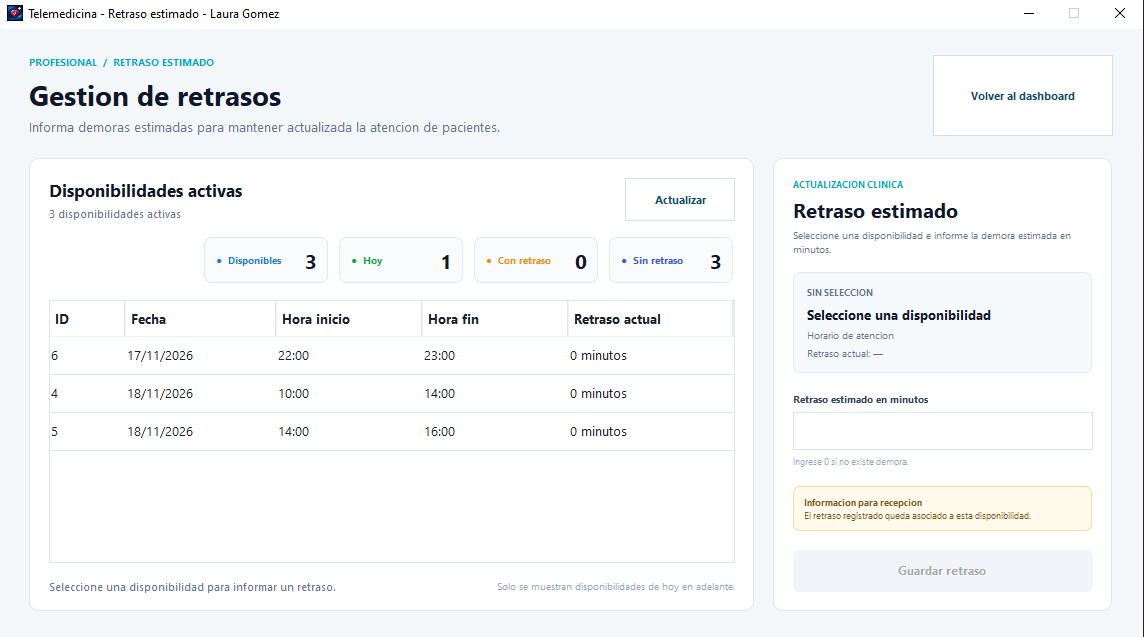 Telemedicina - Retraso estimado - Laura Gomez
PROFESIONAL / RETRASO ESTIMADO
Gestion de retrasos
Informa demoras estimadas para mantener actualizada la atencion de pacientes.
Volver al dashboard
Disponibilidades activas
3 disponibilidades activas
Actualizar
• Disponibles 3
• Hoy 1
• Con retraso 0
• Sin retraso 3
ID Fecha Hora inicio Hora fin Retraso actual
6 17/11/2026 22:00 23:00 0 minutos
4 18/11/2026 10:00 14:00 0 minutos
5 18/11/2026 14:00 16:00 0 minutos
Seleccione una disponibilidad para informar un retraso.
Solo se muestran disponibilidades de hoy en adelante.
ACTUALIZACION CLINICA
Retraso estimado
Seleccione una disponibilidad e informe la demora estimada en
minutos.
SIN SELECCION
Seleccione una disponibilidad
Horario de atencion
Retraso actual: —
Retraso estimado en minutos
Ingrese 0 si no existe demora.
Informacion para recepcion
El retraso registrado queda asociado a esta disponibilidad.
Guardar retraso